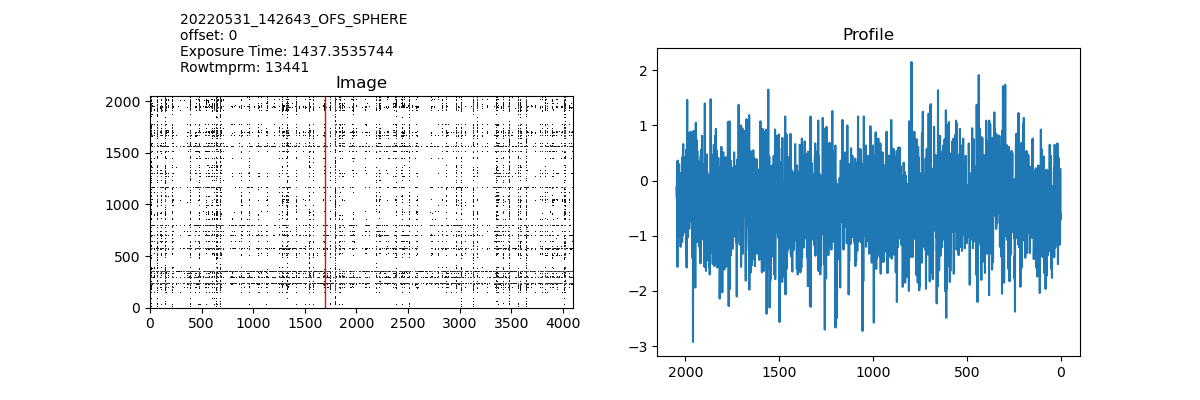 20220531_142643_OFS_SPHERE
offset: 0
Exposure Time: 1437.3535744
Rowtmprm: 13441
Image
2000
1500
1000
500
0
0 500 1000 1500 2000 2500 3000 3500 4000
Profile
2
1
0
−1
−2
−3
2000 1500 1000 500 0